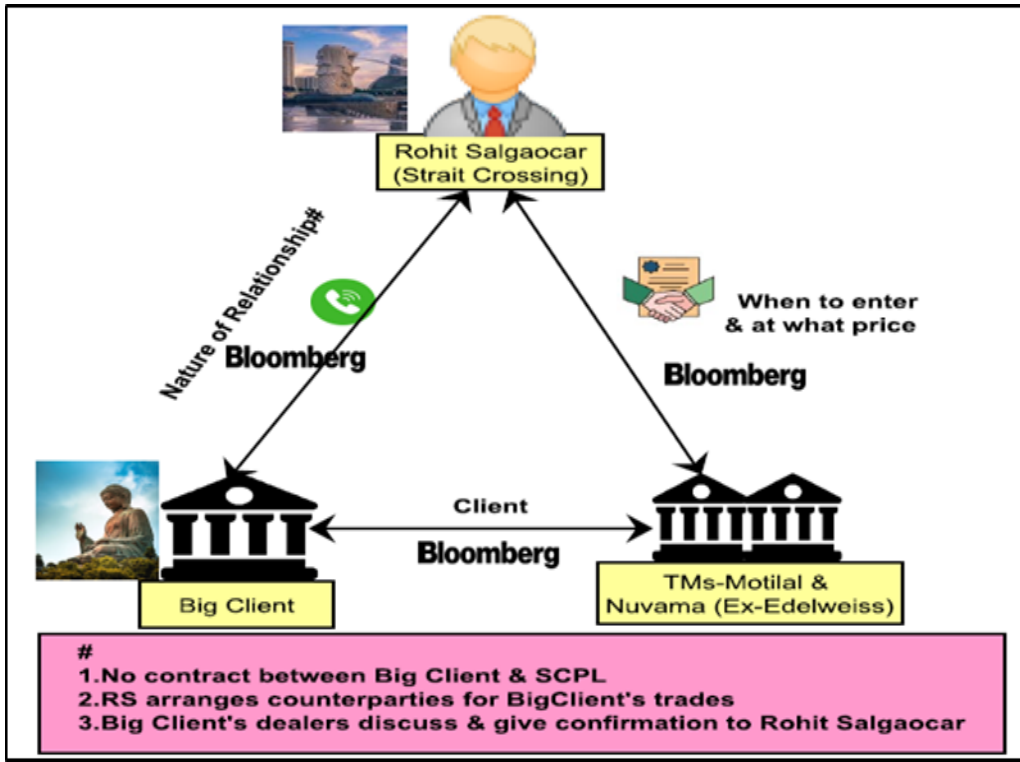 Rohit Salgaocar
(Strait Crossing)
Nature of Relationship#
Bloomberg
When to enter
& at what price
Bloomberg
Client
Bloomberg
Big Client
TMs-Motilal &
Nuvama (Ex-Edelweiss)
#
1.No contract between Big Client & SCPL
2.RS arranges counterparties for BigClient's trades
3.Big Client's dealers discuss & give confirmation to Rohit Salgaocar